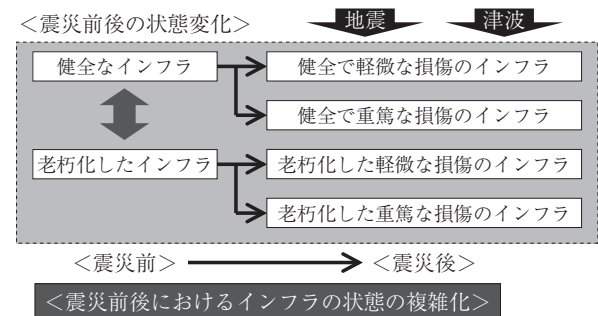 <震災前後の状態変化>
地震
津波
健全なインフラ
健全で軽微な損傷のインフラ
健全で重篤な損傷のインフラ
老朽化したインフラ
老朽化した軽微な損傷のインフラ
老朽化した重篤な損傷のインフラ
<震災前>
<震災後>
<震災前後におけるインフラの状態の複雑化>